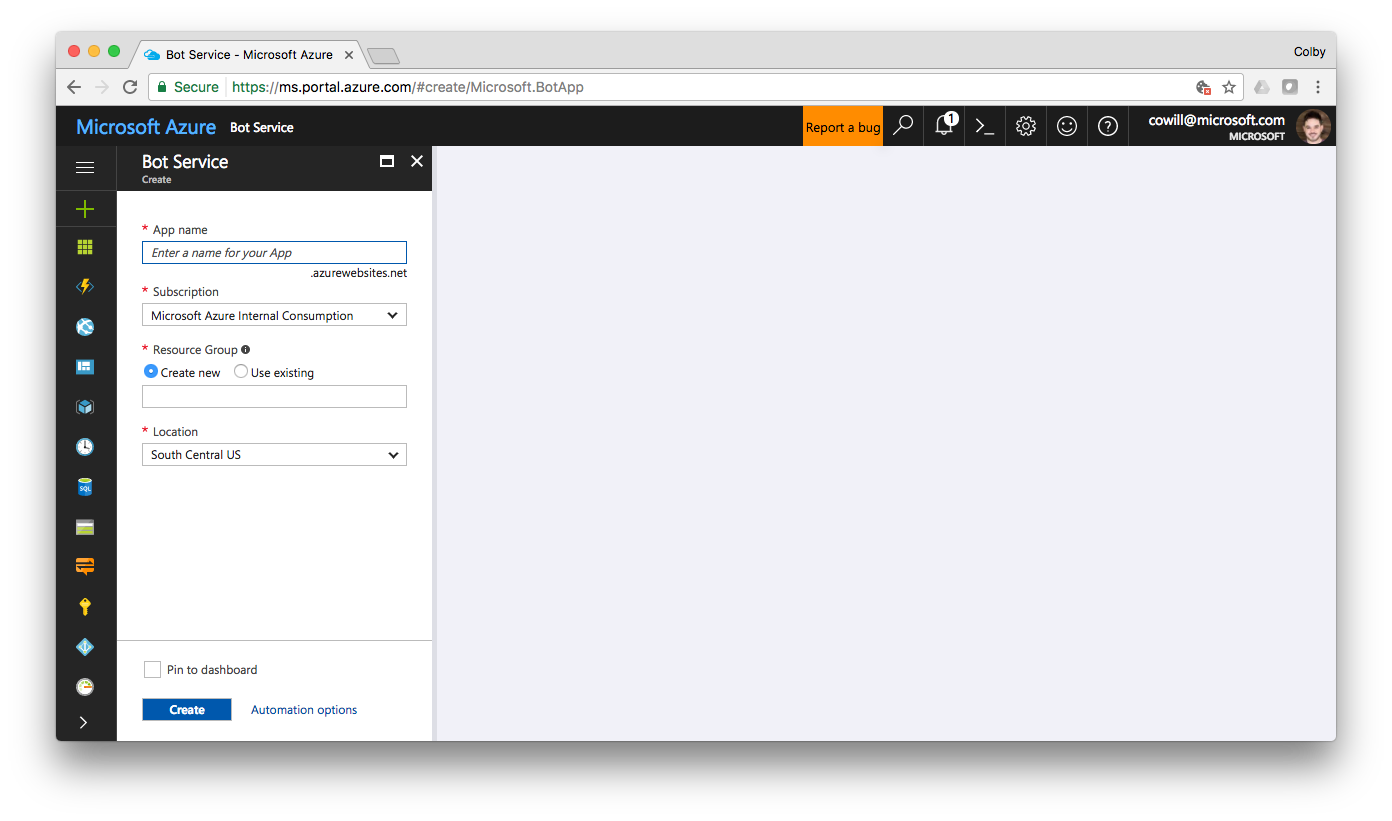 Bot Service - Microsoft Azure
Colby
Secure https://ms.portal.azure.com/#create/Microsoft.BotApp
Microsoft Azure Bot Service
Report a bug
1
>_
?
cowill@microsoft.com
MICROSOFT
Bot Service
Create
* App name
Enter a name for your App
.azurewebsites.net
* Subscription
Microsoft Azure Internal Consumption
* Resource Group
Create new Use existing
* Location
South Central US
SQL
Pin to dashboard
Create Automation options